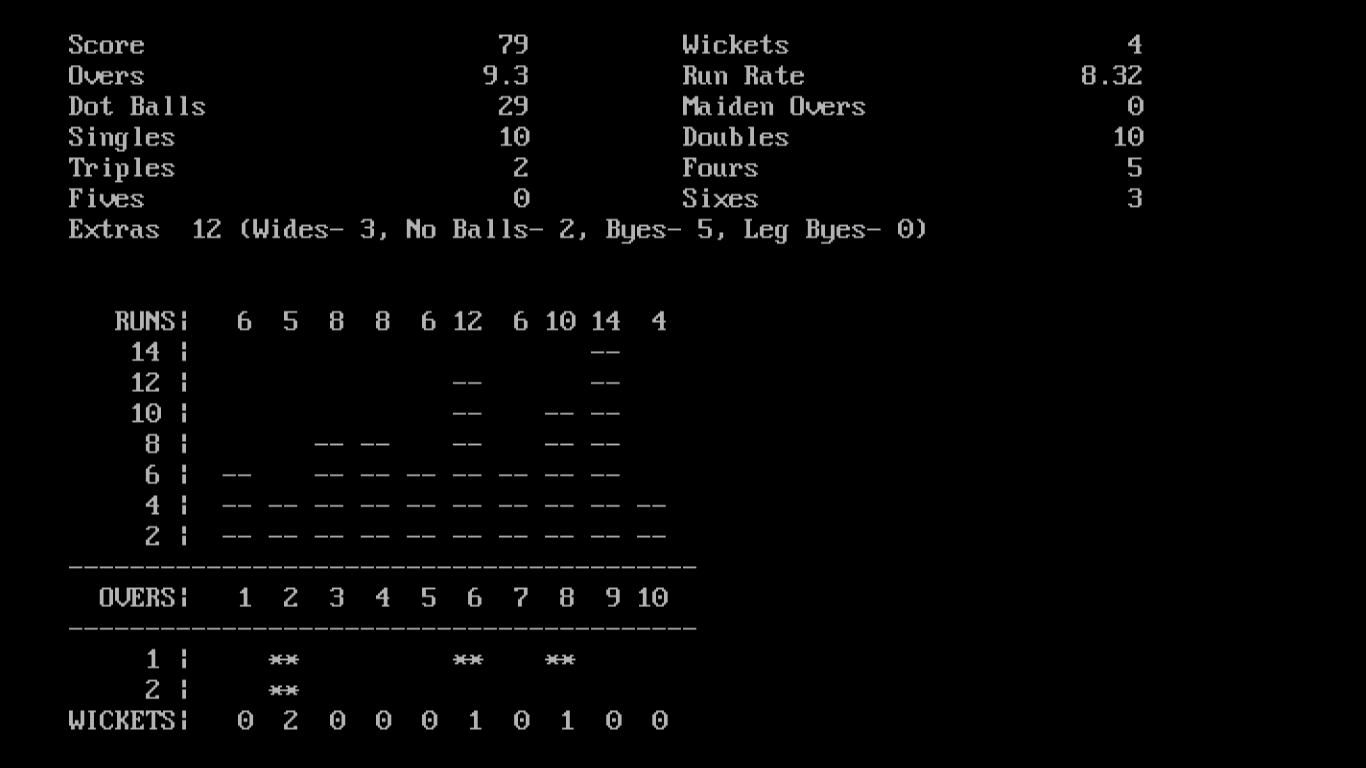 Score 79 Wickets 4
Overs 9.3 Run Rate 8.32
Dot Balls 29 Maiden Overs 0
Singles 10 Doubles 10
Triples 2 Fours 5
Fives 0 Sixes 3
Extras 12 (Wides- 3, No Balls- 2, Byes- 5, Leg Byes- 0)
RUNS¦ 6 5 8 8 6 12 6 10 14 4
14 ¦ --
12 ¦ -- --
10 ¦ -- -- --
8 ¦ -- -- -- -- --
6 ¦ -- -- -- -- -- -- -- --
4 ¦ -- -- -- -- -- -- -- -- -- --
2 ¦ -- -- -- -- -- -- -- -- -- --
-----------------------------------------
OVERS¦ 1 2 3 4 5 6 7 8 9 10
-----------------------------------------
1 ¦ ** ** **
2 ¦ **
WICKETS¦ 0 2 0 0 0 1 0 1 0 0